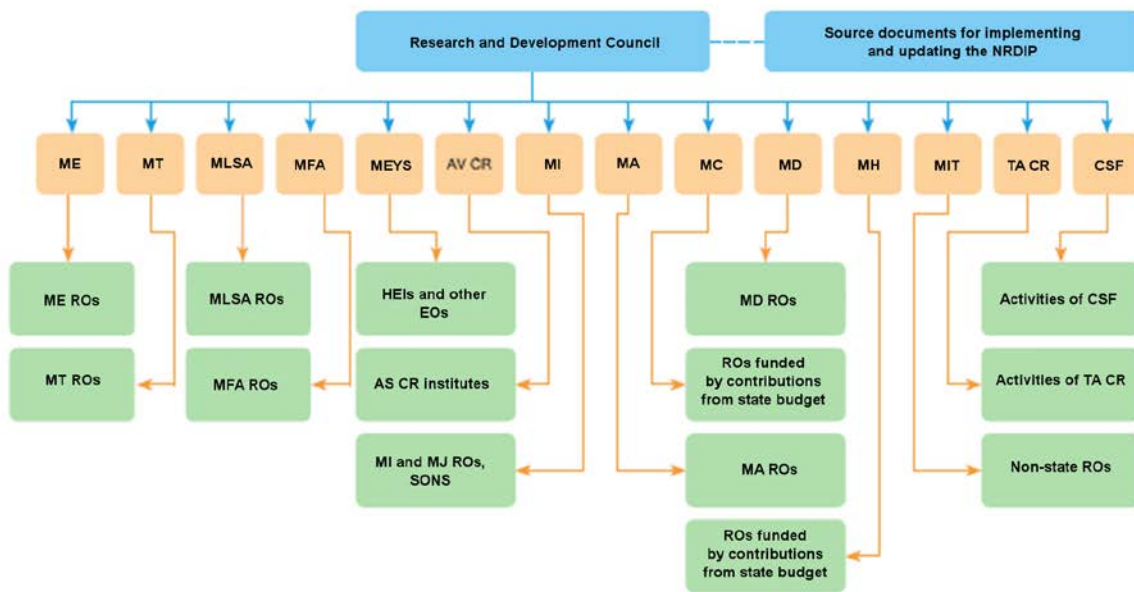 Research and Development Council
Source documents for implementing
and updating the NRDIP
ME
MT
MLSA
MFA
MEYS
AV CR
MI
MA
MC
MD
MH
MIT
TA CR
CSF
ME ROs
MLSA ROs
HEIs and other
EOs
MD ROs
Activities of CSF
MT ROs
MFA ROs
AS CR institutes
ROs funded
by contributions
from state budget
Activities of TA CR
MI and MJ ROs,
SONS
MA ROs
Non-state ROs
ROs funded
by contributions
from state budget